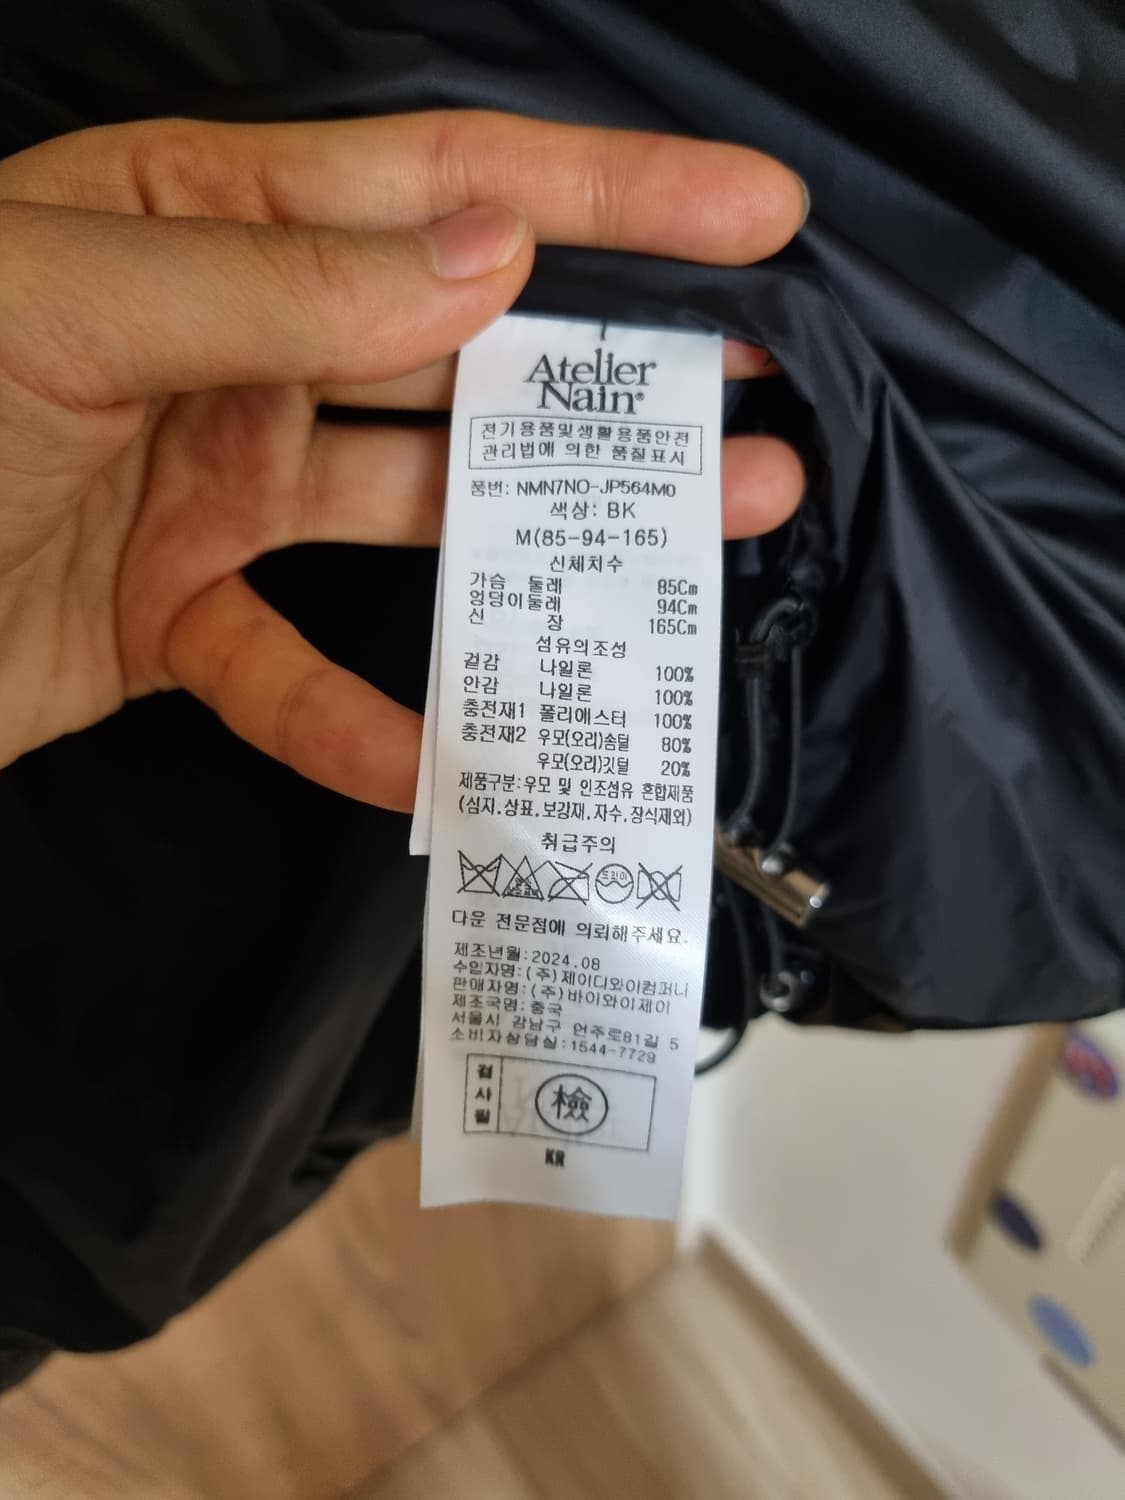 Atelier
Nain®
전기용품및생활용품안전
관리법에 의한 품질표시
품번: NMN7NO-JP564M0
색상: BK
M(85-94-165)
신체치수
가슴 둘레 85Cm
엉덩이둘레 94Cm
신 장 165Cm
섬유의조성
겉감 나일론 100%
안감 나일론 100%
충전재1 폴리에스터 100%
충전재2 우모(오리)솜털 80%
우모(오리)깃털 20%
제품구분:우모 및 인조섬유 혼합제품
(심지.상표.보강재.자수.장식제외)
취급주의
드라이
다운 전문점에 의뢰해주세요.
제조년월:2024.08
수입자명:(주)제이디와이컴퍼니
판매자명:(주)바이와이제이
제조국명:중국
서울시 강남구 언주로81길 5
소비자상담실:1544-7729
검사필
檢
KR